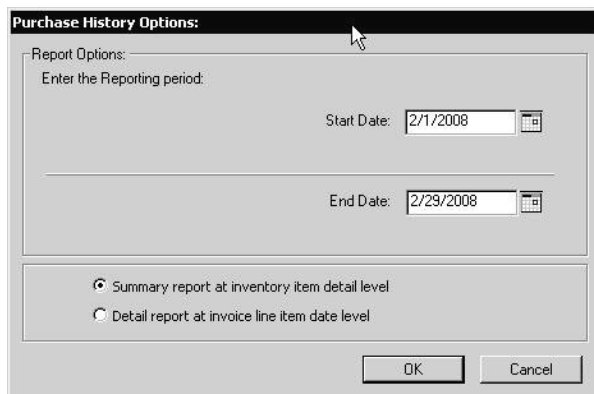 Purchase History Options:
Report Options:
Enter the Reporting period:
Start Date: 2/1/2008
End Date: 2/29/2008
Summary report at inventory item detail level
Detail report at invoice line item date level
OK Cancel